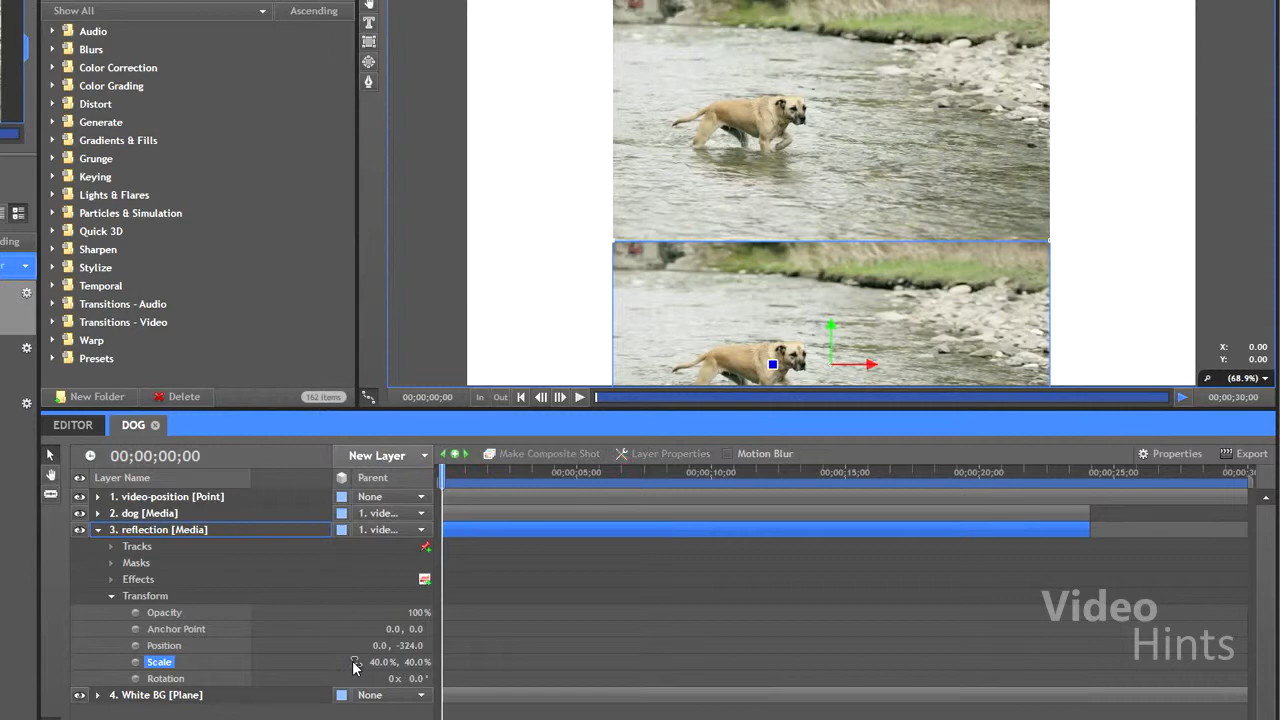 Show All Ascending
Audio
Blurs
Color Correction
Color Grading
Distort
Generate
Gradients & Fills
Grunge
Keying
Lights & Flares
Particles & Simulation
Quick 3D
Sharpen
Stylize
Temporal
Transitions - Audio
Transitions - Video
Warp
Presets
New Folder Delete 162 items
X: 0.00
Y: 0.00
(68.9%)
00;00;00;00 In Out 00;00;30;00
EDITOR DOG
00;00;00;00 New Layer Make Composite Shot Layer Properties Motion Blur Properties Export
Layer Name Parent 00;00;05;00 00;00;10;00 00;00;15;00 00;00;20;00 00;00;25;00
1. video-position [Point] None
2. dog [Media] 1. vide...
3. reflection [Media] 1. vide...
Tracks
Masks
Effects
Transform
Opacity 100%
Anchor Point 0.0, 0.0
Position 0.0, -324.0
Scale 40.0%, 40.0%
Rotation 0x 0.0°
4. White BG [Plane] None
Video
Hints